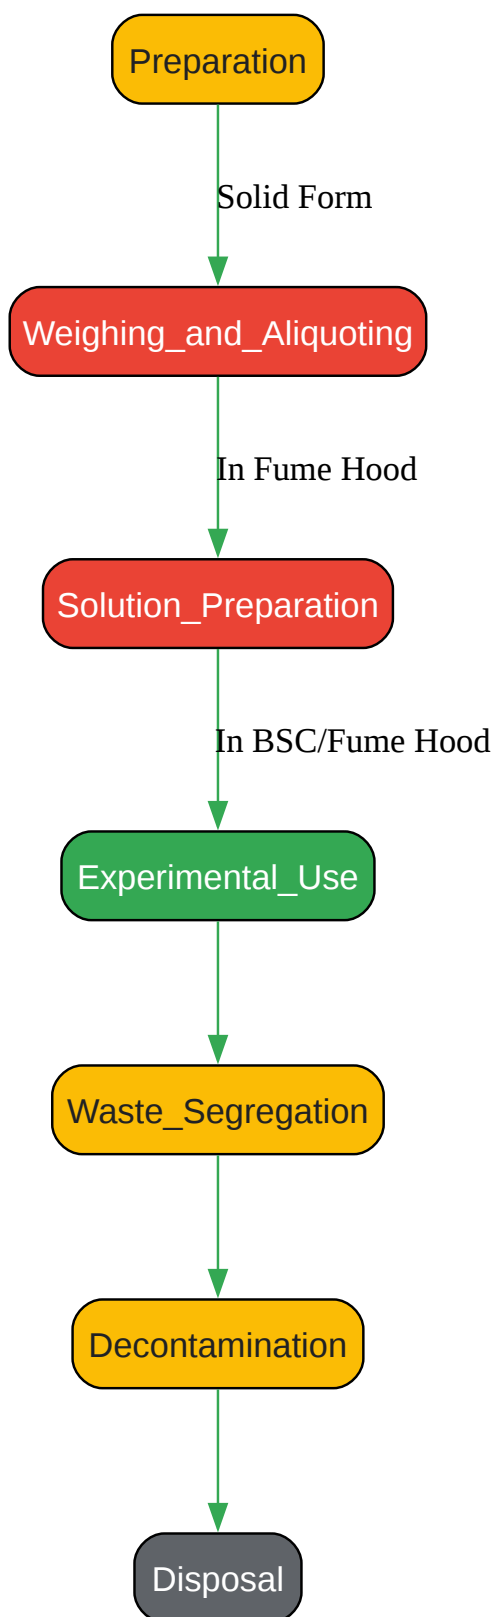 Preparation
Solid Form
Weighing_and_Aliquoting
In Fume Hood
Solution_Preparation
In BSC/Fume Hood
Experimental_Use
Waste_Segregation
Decontamination
Disposal